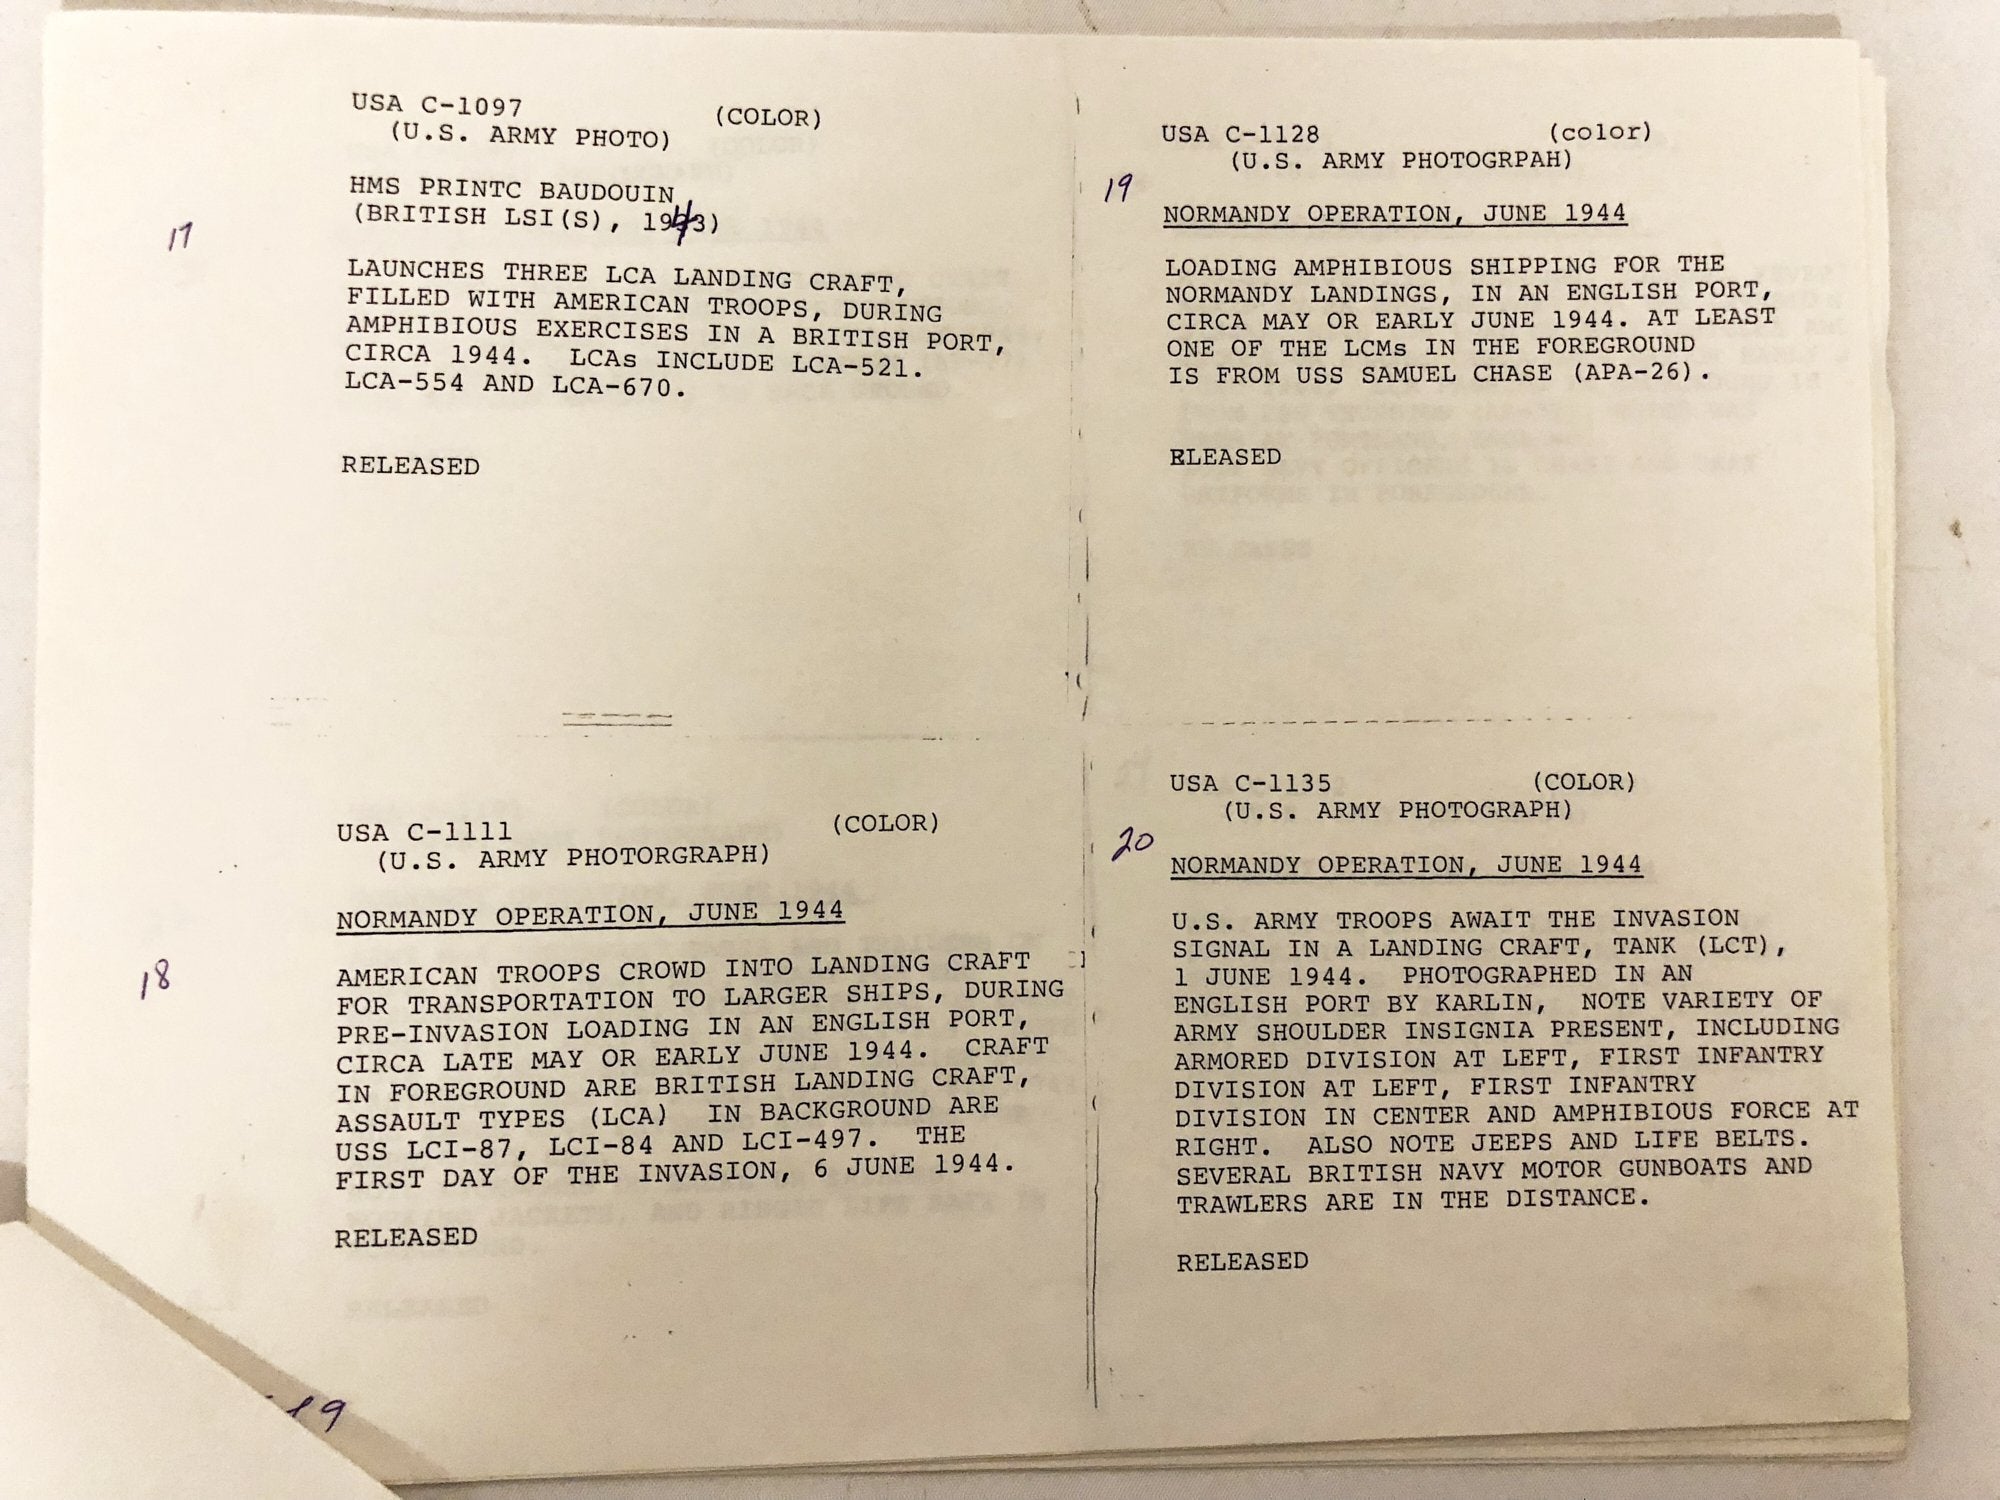 USA C-1097 (COLOR)
(U.S. ARMY PHOTO)
17
HMS PRINTC BAUDOUIN
(BRITISH LSI(S), 1943)
LAUNCHES THREE LCA LANDING CRAFT,
FILLED WITH AMERICAN TROOPS, DURING
AMPHIBIOUS EXERCISES IN A BRITISH PORT,
CIRCA 1944. LCAs INCLUDE LCA-521.
LCA-554 AND LCA-670.
RELEASED
USA C-1111 (COLOR)
(U.S. ARMY PHOTORGRAPH)
NORMANDY OPERATION, JUNE 1944
18
AMERICAN TROOPS CROWD INTO LANDING CRAFT
FOR TRANSPORTATION TO LARGER SHIPS, DURING
PRE-INVASION LOADING IN AN ENGLISH PORT,
CIRCA LATE MAY OR EARLY JUNE 1944. CRAFT
IN FOREGROUND ARE BRITISH LANDING CRAFT,
ASSAULT TYPES (LCA) IN BACKGROUND ARE
USS LCI-87, LCI-84 AND LCI-497. THE
FIRST DAY OF THE INVASION, 6 JUNE 1944.
RELEASED
19
USA C-1128 (color)
(U.S. ARMY PHOTOGRPAH)
19
NORMANDY OPERATION, JUNE 1944
LOADING AMPHIBIOUS SHIPPING FOR THE
NORMANDY LANDINGS, IN AN ENGLISH PORT,
CIRCA MAY OR EARLY JUNE 1944. AT LEAST
ONE OF THE LCMs IN THE FOREGROUND
IS FROM USS SAMUEL CHASE (APA-26).
RELEASED
USA C-1135 (COLOR)
(U.S. ARMY PHOTOGRAPH)
20
NORMANDY OPERATION, JUNE 1944
U.S. ARMY TROOPS AWAIT THE INVASION
SIGNAL IN A LANDING CRAFT, TANK (LCT),
1 JUNE 1944. PHOTOGRAPHED IN AN
ENGLISH PORT BY KARLIN, NOTE VARIETY OF
ARMY SHOULDER INSIGNIA PRESENT, INCLUDING
ARMORED DIVISION AT LEFT, FIRST INFANTRY
DIVISION AT LEFT, FIRST INFANTRY
DIVISION IN CENTER AND AMPHIBIOUS FORCE AT
RIGHT. ALSO NOTE JEEPS AND LIFE BELTS.
SEVERAL BRITISH NAVY MOTOR GUNBOATS AND
TRAWLERS ARE IN THE DISTANCE.
RELEASED